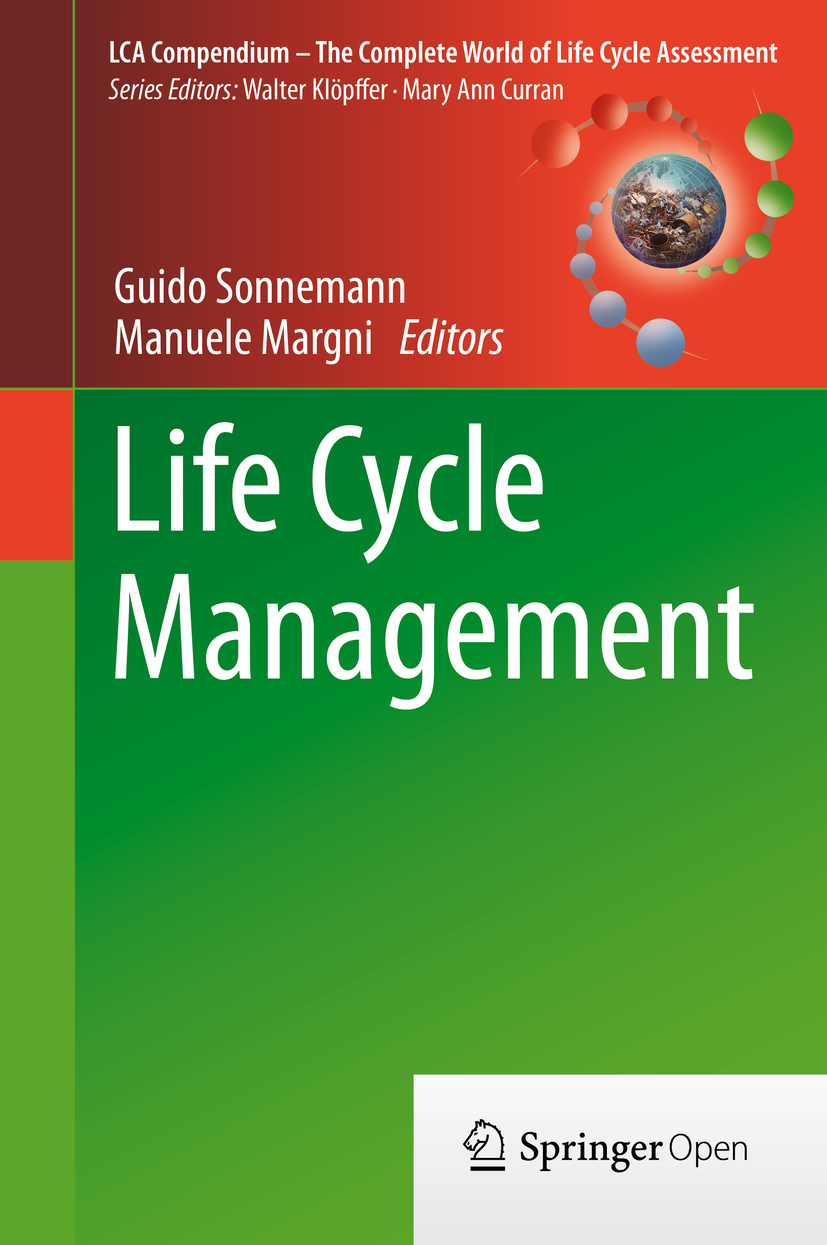 LCA Compendium – The Complete World of Life Cycle Assessment
Series Editors: Walter Klöpffer · Mary Ann Curran
Guido Sonnemann
Manuele Margni Editors
Life Cycle
Management
Springer Open